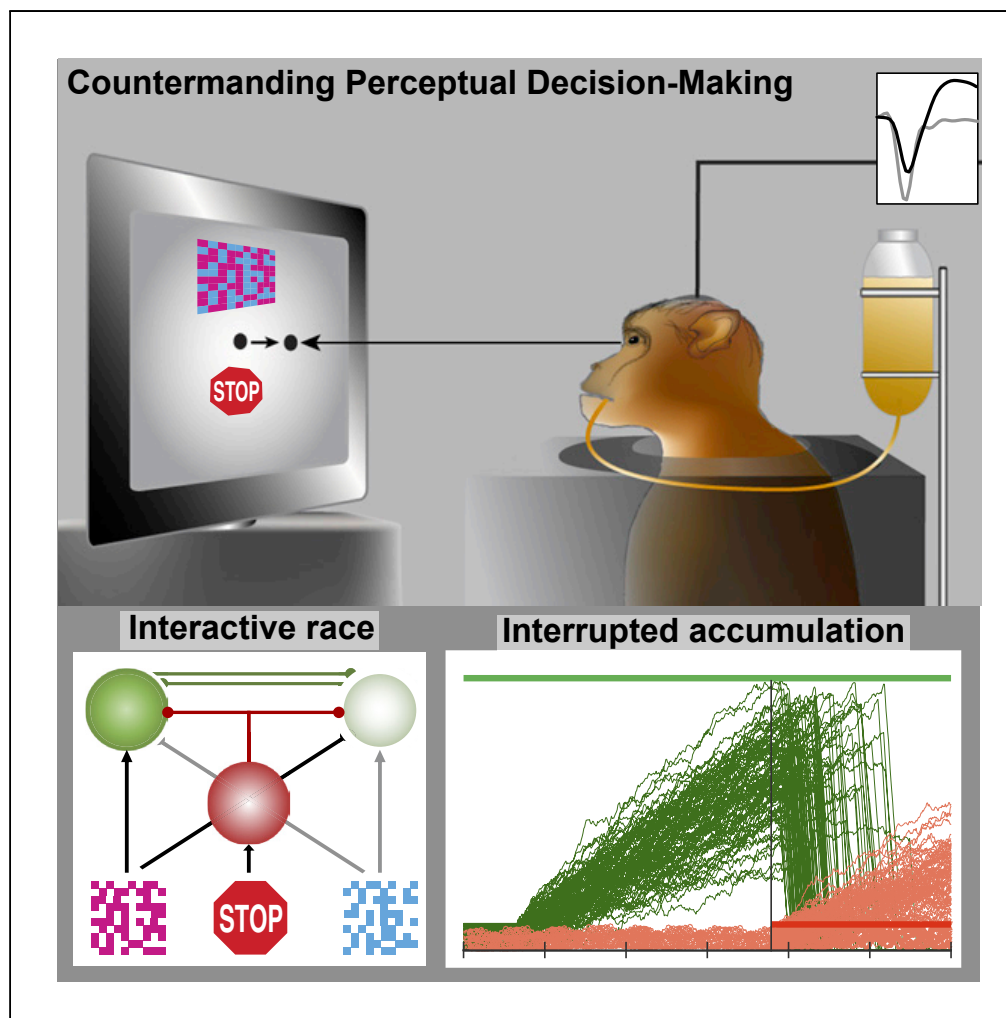 Countermanding Perceptual Decision-Making
STOP
Interactive race
Interrupted accumulation
STOP